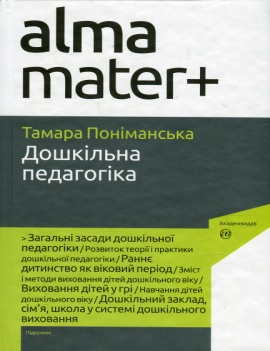 alma
mater+
Тамара Поніманська
Дошкільна
педагогіка
Академвидав
> Загальні засади дошкільної
педагогіки / Розвиток теорії і практики
дошкільної педагогіки / Раннє
дитинство як віковий період / Зміст
і методи виховання дітей дошкільного віку /
Виховання дітей у грі / Навчання дітей
дошкільного віку / Дошкільний заклад,
сім’я, школа у системі дошкільного
виховання
Підручник